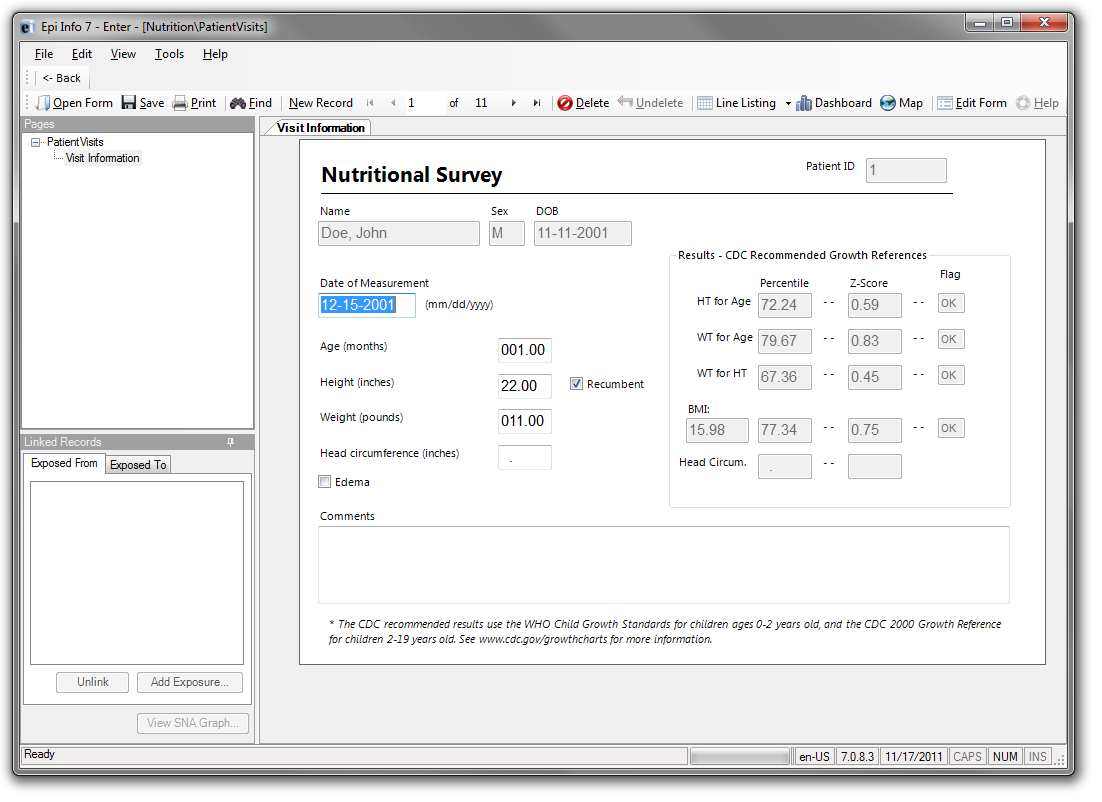 Epi Info 7 - Enter - [Nutrition\PatientVisits]
File Edit View Tools Help
<- Back
Open Form Save Print Find New Record 1 of 11 Delete Undelete Line Listing Dashboard Map Edit Form Help
Pages
PatientVisits
Visit Information
Linked Records
Exposed From Exposed To
Unlink Add Exposure...
View SNA Graph...
Visit Information
Nutritional Survey
Patient ID 1
Name Sex DOB
Doe, John M 11-11-2001
Date of Measurement
12-15-2001 (mm/dd/yyyy)
Age (months) 001.00
Height (inches) 22.00 Recumbent
Weight (pounds) 011.00
Head circumference (inches) .
Edema
Results - CDC Recommended Growth References
Percentile Z-Score Flag
HT for Age 72.24 -- 0.59 -- OK
WT for Age 79.67 -- 0.83 -- OK
WT for HT 67.36 -- 0.45 -- OK
BMI:
15.98 77.34 -- 0.75 -- OK
Head Circum. . --
Comments
* The CDC recommended results use the WHO Child Growth Standards for children ages 0-2 years old, and the CDC 2000 Growth Reference
for children 2-19 years old. See www.cdc.gov/growthcharts for more information.
Ready en-US 7.0.8.3 11/17/2011 CAPS NUM INS